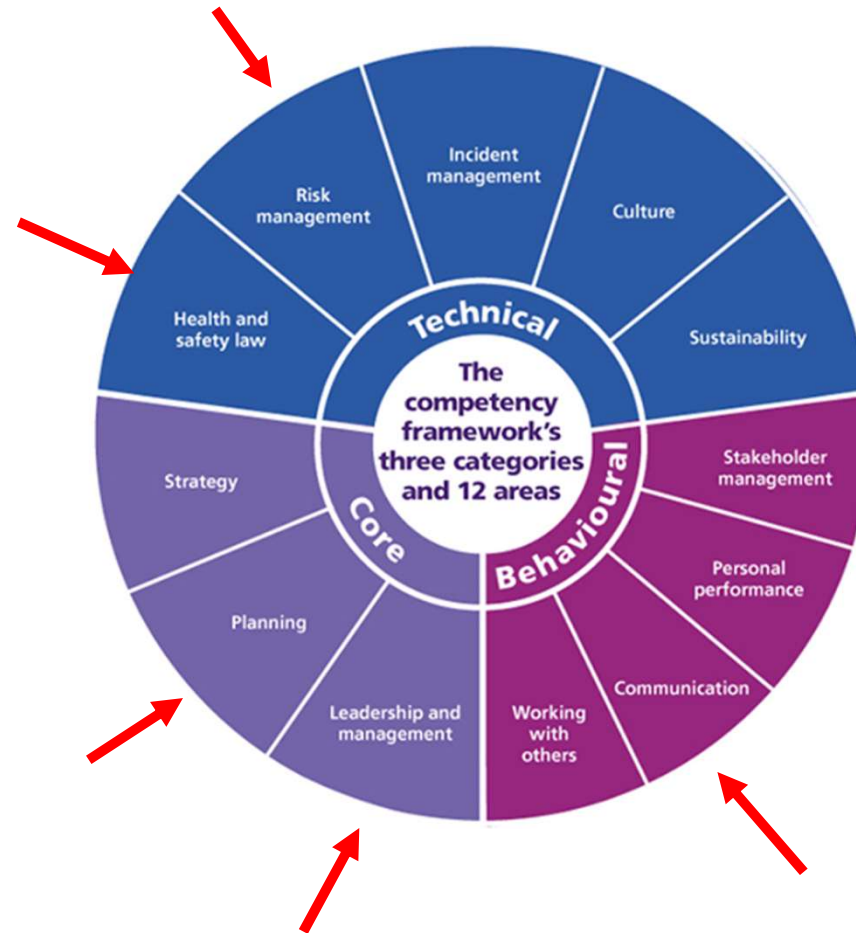 Incident
management
Risk
management
Culture
Health and
safety law
Sustainability
Technical
The
competency
framework's
three categories
and 12 areas
Strategy
Stakeholder
management
Core
Behavioural
Personal
performance
Planning
Communication
Leadership and
management
Working
with
others